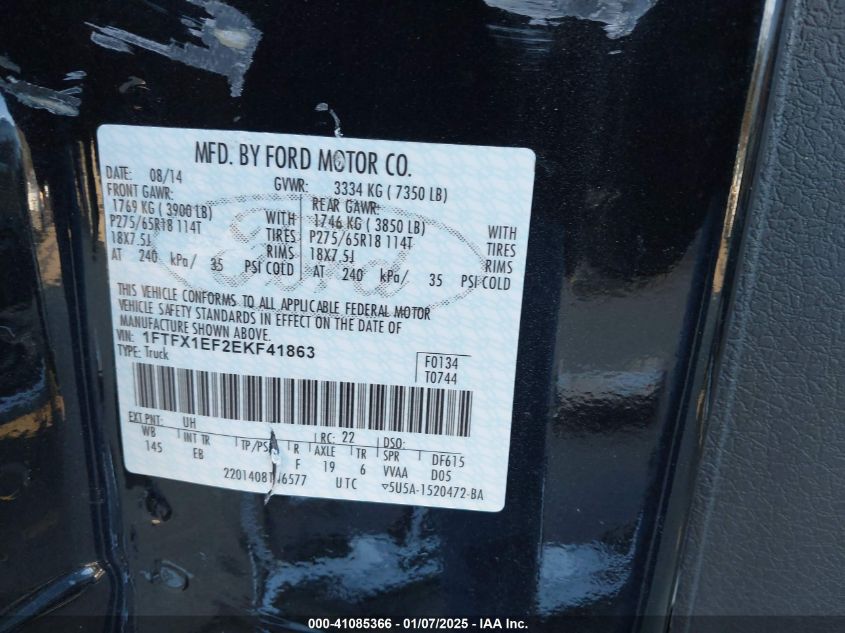 MFD. BY FORD MOTOR CO.
DATE: 08/14 GVWR: 3334 KG ( 7350 LB)
FRONT GAWR: REAR GAWR:
1769 KG ( 3900 LB) WITH 1746 KG ( 3850 LB) WITH
P275/65R18 114T TIRES P275/65R18 114T TIRES
18X7.5J RIMS 18X7.5J RIMS
AT 240 kPa/ 35 PSI COLD AT 240 kPa/ 35 PSI COLD
Ford
THIS VEHICLE CONFORMS TO ALL APPLICABLE FEDERAL MOTOR
VEHICLE SAFETY STANDARDS IN EFFECT ON THE DATE OF
MANUFACTURE SHOWN ABOVE.
VIN: 1FTFX1EF2EKF41863
TYPE: Truck
F0134
T0744
EXT PNT: UH RC: 22 DSO:
WB INT TR TP/PS R AXLE TR SPR DF615
145 EB F 19 6 VVAA D05
UTC ▽5U5A-1520472-BA
000-41085366 - 01/07/2025 - IAA Inc.